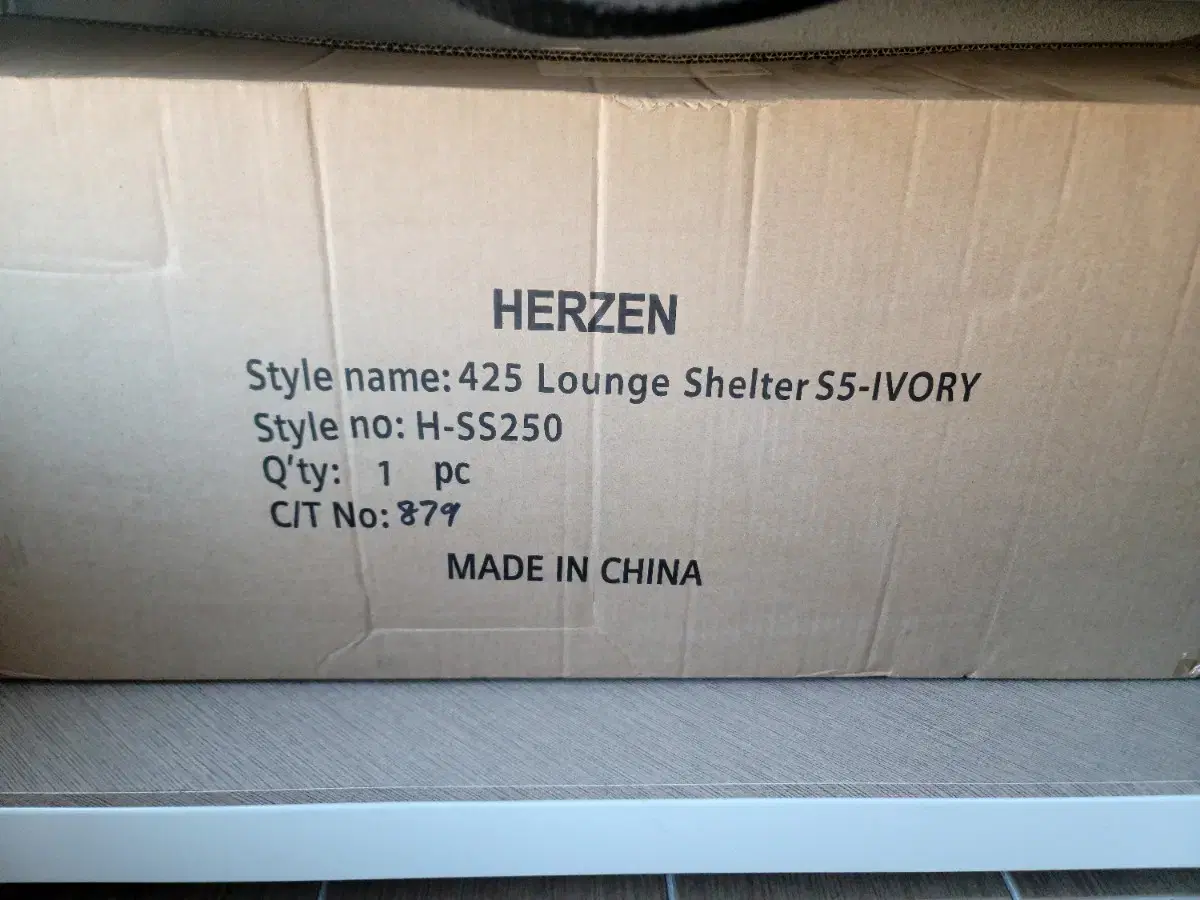 HERZEN
Style name: 425 Lounge Shelter S5-IVORY
Style no: H-SS250
Q'ty: 1 pc
C/T No: 879
MADE IN CHINA